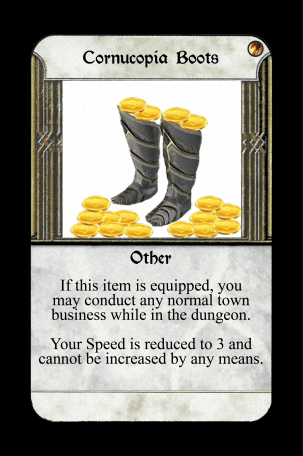 Cornucopia Boots
Other
If this item is equipped, you
may conduct any normal town
business while in the dungeon.
Your Speed is reduced to 3 and
cannot be increased by any means.